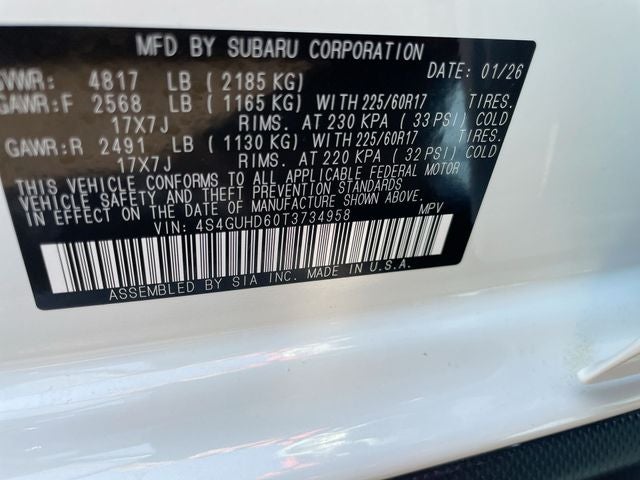 MFD BY SUBARU CORPORATION
DATE: 01/26
GVWR: 4817 LB (2185 KG)
GAWR:F 2568 LB (1165 KG) WITH 225/60R17 TIRES.
17X7J RIMS. AT 230 KPA (33 PSI) COLD
GAWR:R 2491 LB (1130 KG) WITH 225/60R17 TIRES.
17X7J RIMS. AT 220 KPA (32 PSI) COLD.
THIS VEHICLE CONFORMS TO ALL APPLICABLE FEDERAL MOTOR
VEHICLE SAFETY AND THEFT PREVENTION STANDARDS
IN EFFECT ON THE DATE OF MANUFACTURE SHOWN ABOVE.
VIN: 4S4GUHD60T3734958 MPV
ASSEMBLED BY SIA INC. MADE IN U.S.A.